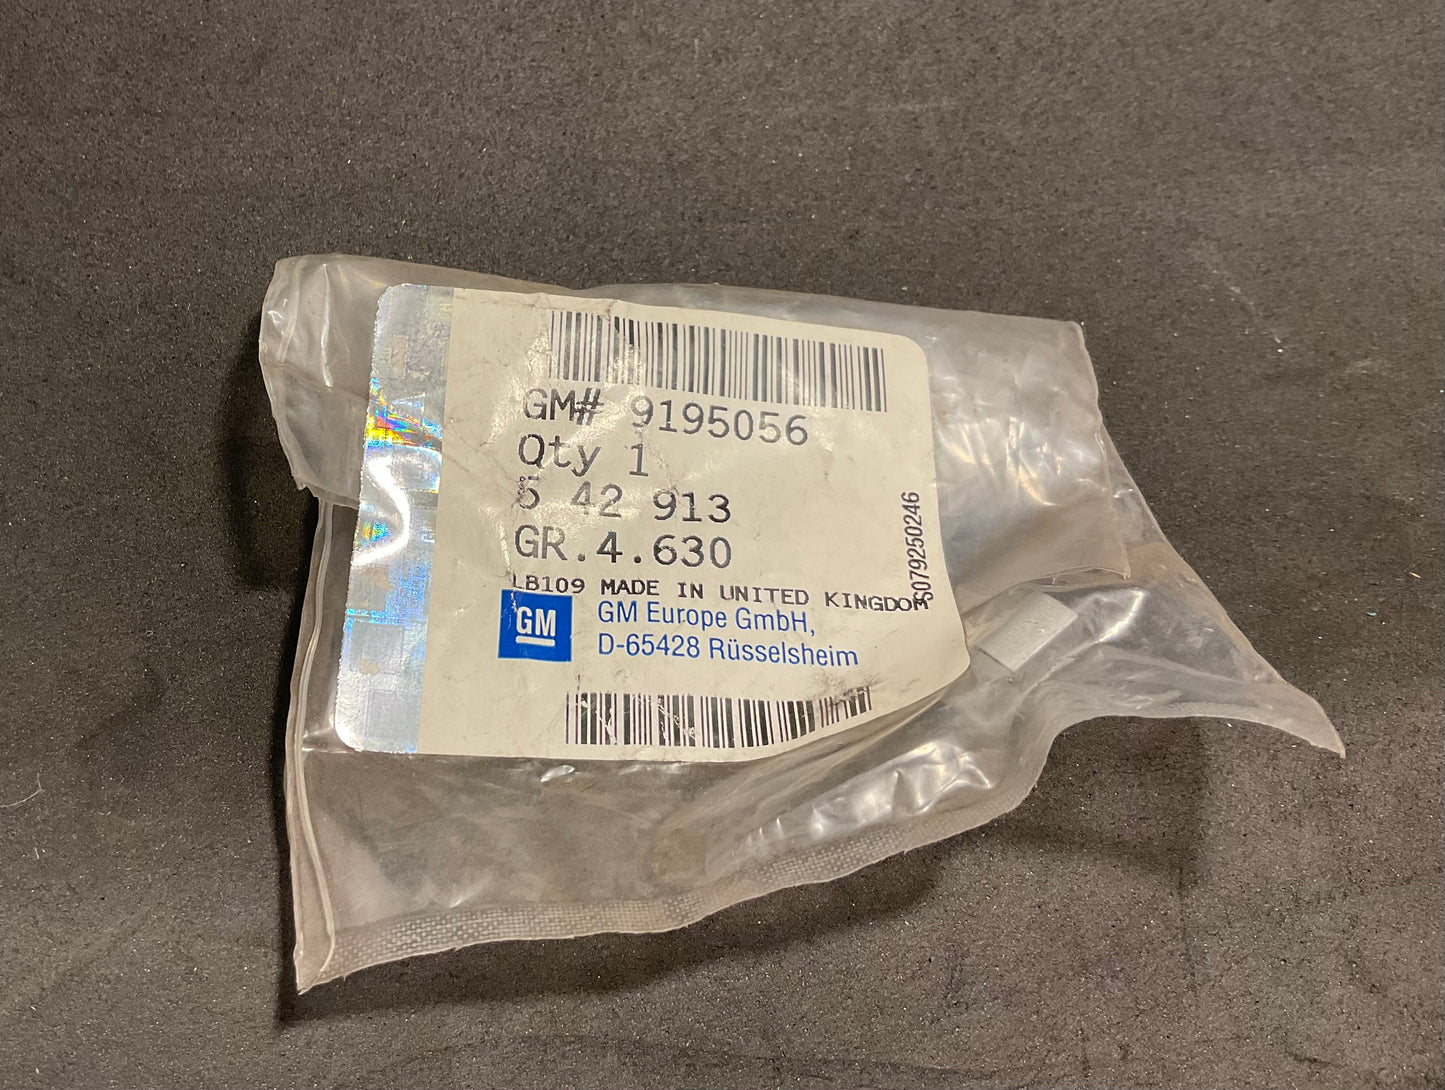 GM# 9195056
Qty 1
5 42 913
GR.4.630
LB109 MADE IN UNITED KINGDOM
GM
GM Europe GmbH,
D-65428 Rüsselsheim
S079250246